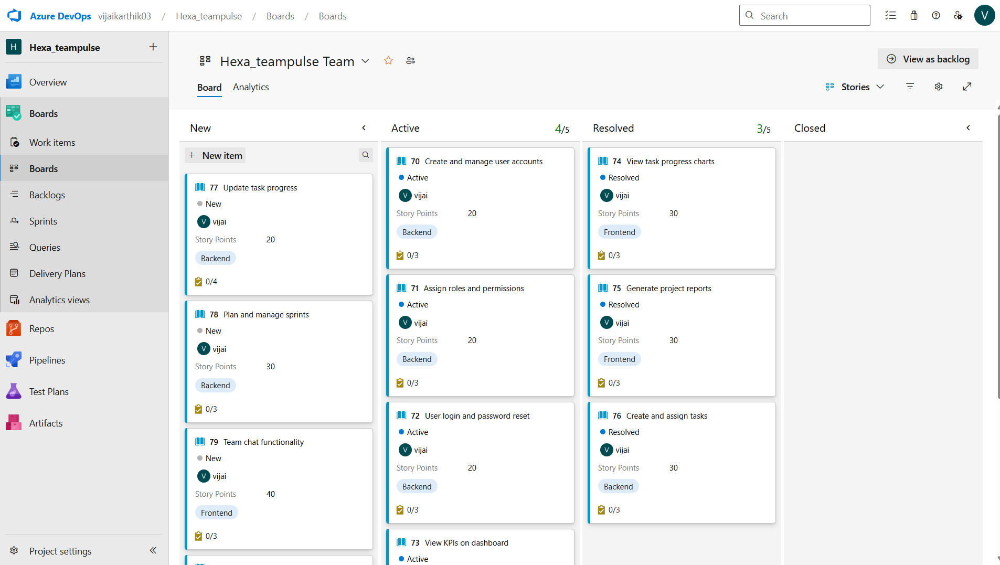 Azure DevOps vijaikarthik03 / Hexa_teampulse / Boards / Boards
Search
V
H Hexa_teampulse
Overview
Boards
Work items
Boards
Backlogs
Sprints
Queries
Delivery Plans
Analytics views
Repos
Pipelines
Test Plans
Artifacts
Project settings
Hexa_teampulse Team
View as backlog
Board Analytics
Stories
New
+ New item
77 Update task progress
New
V vijai
Story Points 20
Backend
0/4
78 Plan and manage sprints
New
V vijai
Story Points 30
Backend
0/3
79 Team chat functionality
New
V vijai
Story Points 40
Frontend
0/3
Active 4/5
70 Create and manage user accounts
Active
V vijai
Story Points 20
Backend
0/3
71 Assign roles and permissions
Active
V vijai
Story Points 20
Backend
0/3
72 User login and password reset
Active
V vijai
Story Points 20
Backend
0/3
73 View KPIs on dashboard
Active
Resolved 3/5
74 View task progress charts
Resolved
V vijai
Story Points 30
Frontend
0/3
75 Generate project reports
Resolved
V vijai
Story Points 30
Frontend
0/3
76 Create and assign tasks
Resolved
V vijai
Story Points 30
Backend
0/3
Closed